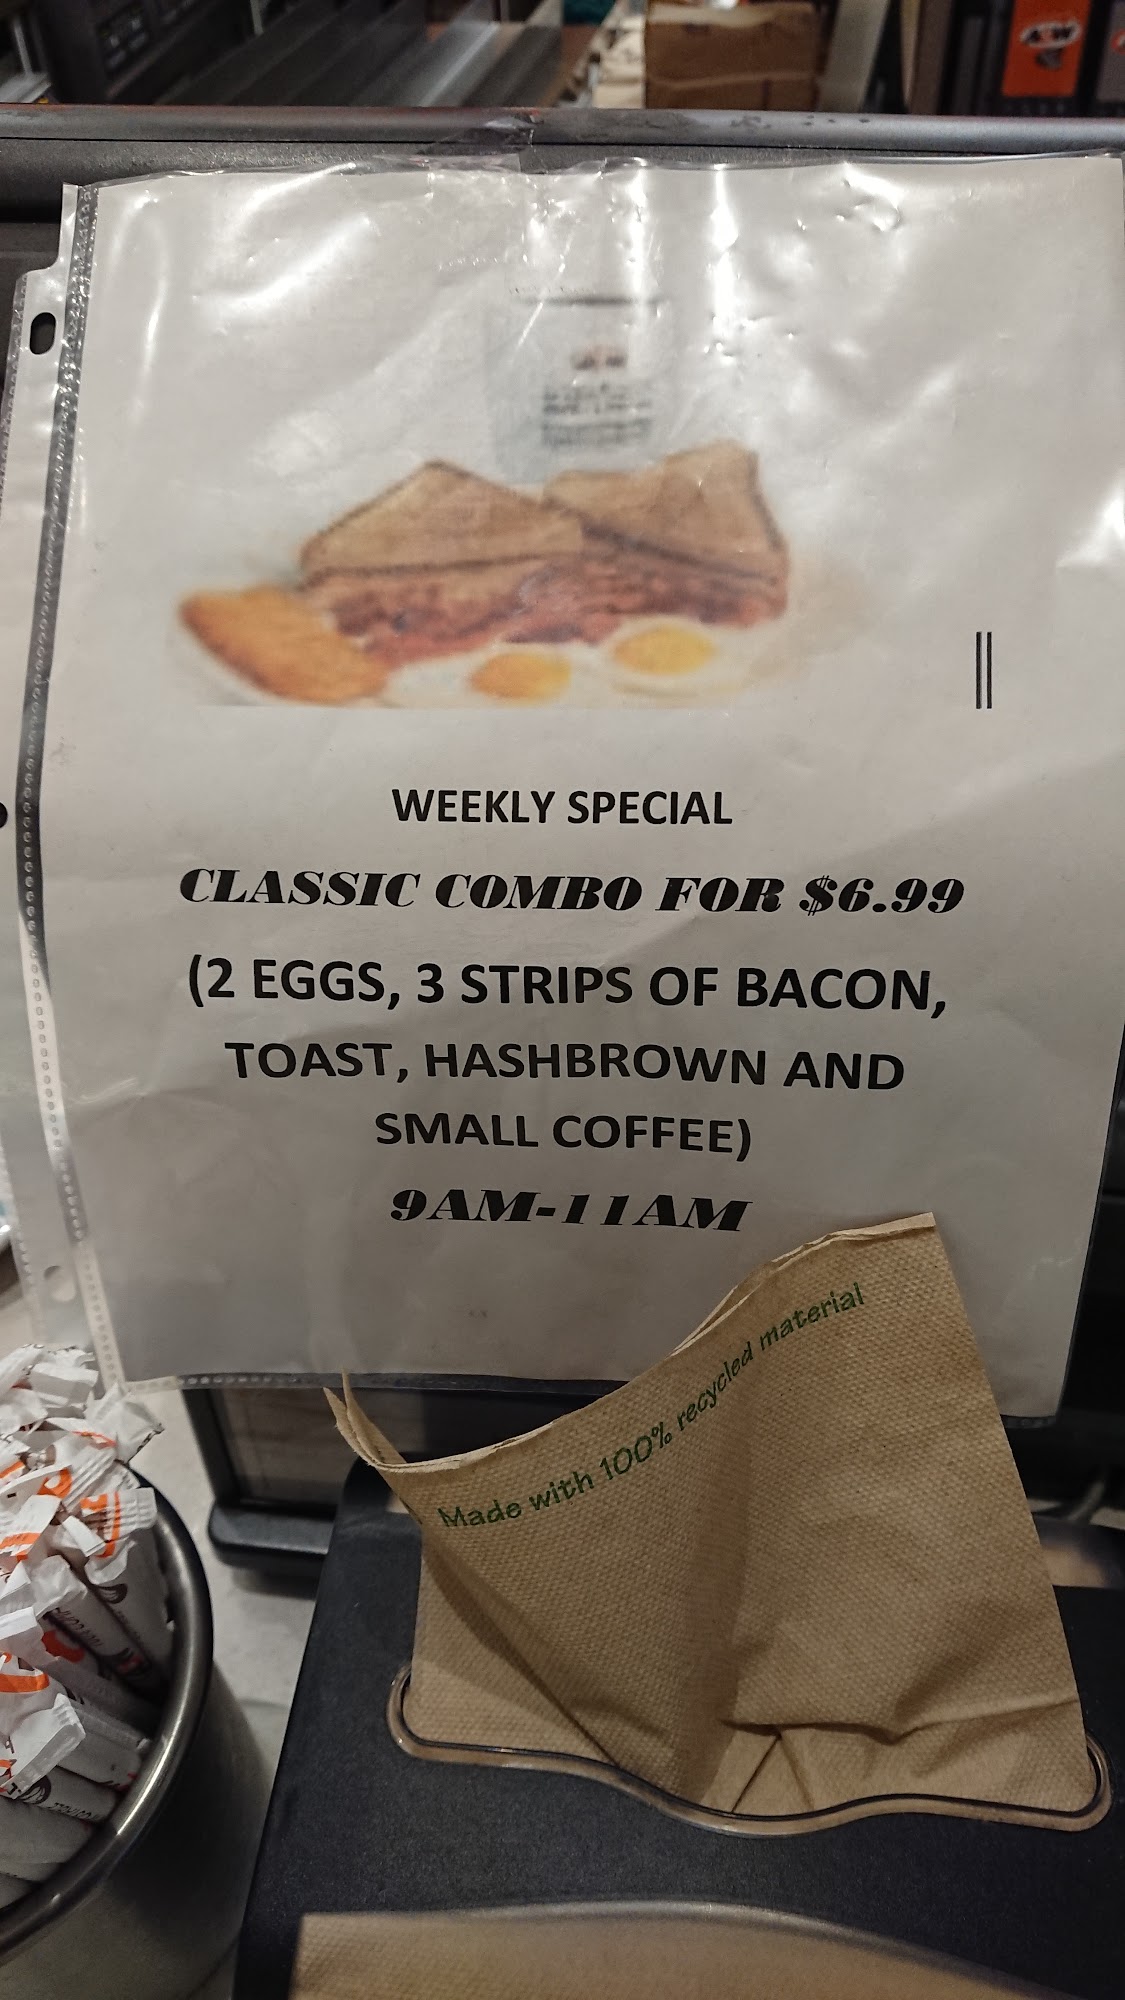 A&W
WEEKLY SPECIAL
CLASSIC COMBO FOR $6.99
(2 EGGS, 3 STRIPS OF BACON,
TOAST, HASHBROWN AND
SMALL COFFEE)
9AM-11AM
Made with 100% recycled material